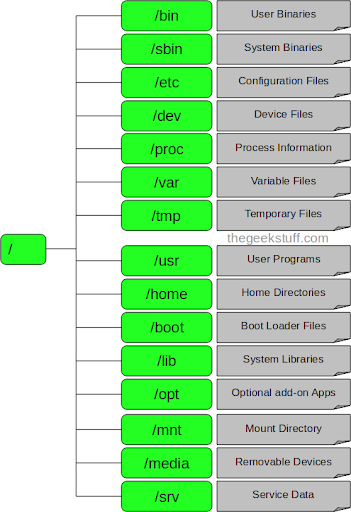 /bin User Binaries
/sbin System Binaries
/etc Configuration Files
/dev Device Files
/proc Process Information
/var Variable Files
/tmp Temporary Files
thegeekstuff.com
/
/usr User Programs
/home Home Directories
/boot Boot Loader Files
/lib System Libraries
/opt Optional add-on Apps
/mnt Mount Directory
/media Removable Devices
/srv Service Data